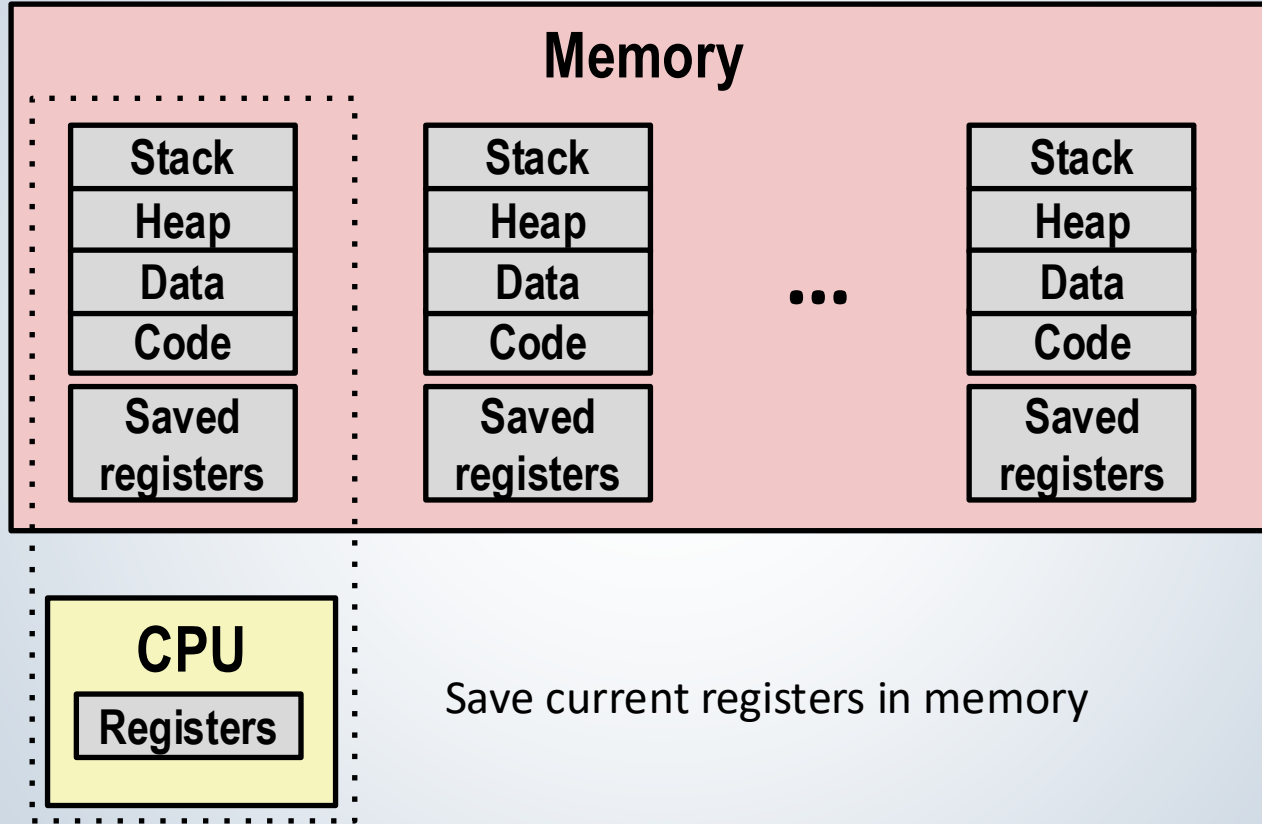 Memory
Stack
Heap
Data
Code
Saved
registers
Stack
Heap
Data
Code
Saved
registers
...
Stack
Heap
Data
Code
Saved
registers
CPU
Registers
Save current registers in memory